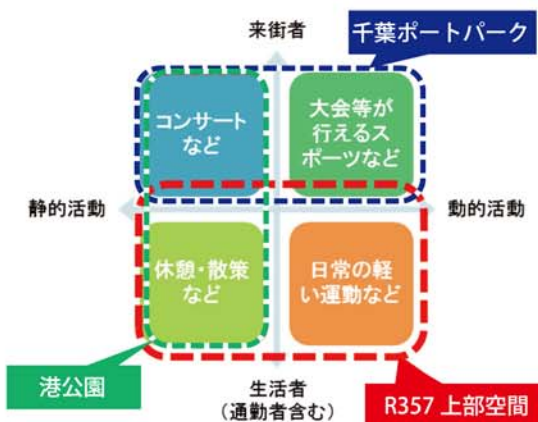 来街者
千葉ポートパーク
コンサート
など
大会等が
行えるス
ポーツなど
静的活動
動的活動
休憩・散策
など
日常の軽
い運動など
港公園
生活者
（通勤者含む）
R357 上部空間